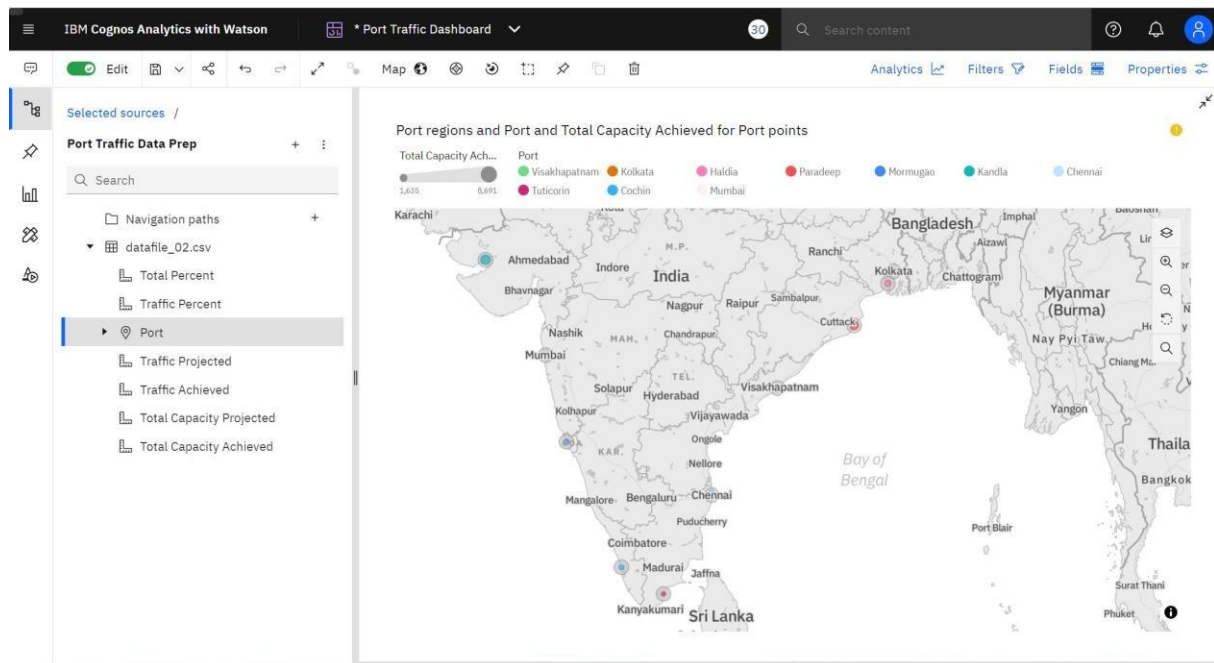 IBM Cognos Analytics with Watson
* Port Traffic Dashboard
30
Search content
Edit
Map
Analytics
Filters
Fields
Properties
Selected sources /
Port Traffic Data Prep
Search
Navigation paths
datafile_02.csv
Total Percent
Traffic Percent
Port
Traffic Projected
Traffic Achieved
Total Capacity Projected
Total Capacity Achieved
Port regions and Port and Total Capacity Achieved for Port points
Total Capacity Ach...
1,635 8,691
Port
Visakhapatnam Kolkata Haldia Paradeep Mormugao Kandla Chennai
Tuticorin Cochin Mumbai
Karachi
Bangladesh
Imphal
M.P.
Ranchi
Aizawl
Ahmedabad
Indore
India
Kolkata
Chattogram
Bhavnagar
Nagpur
Raipur
Sambalpur
Myanmar
(Burma)
Cuttack
Nashik
MAH.
Chandrapur
Nay Pyi Taw
Mumbai
Chiang Ma
TEL.
Solapur
Hyderabad
Visakhapatnam
Kolhapur
Vijayawada
Yangon
Ongole
KAR.
Thaila
Bay of
Bengal
Nellore
Bangkok
Mangalore
Bengaluru
Chennai
Puducherry
Port Blair
Coimbatore
Madurai
Jaffna
Surat Thani
Kanyakumari
Sri Lanka
Phuket